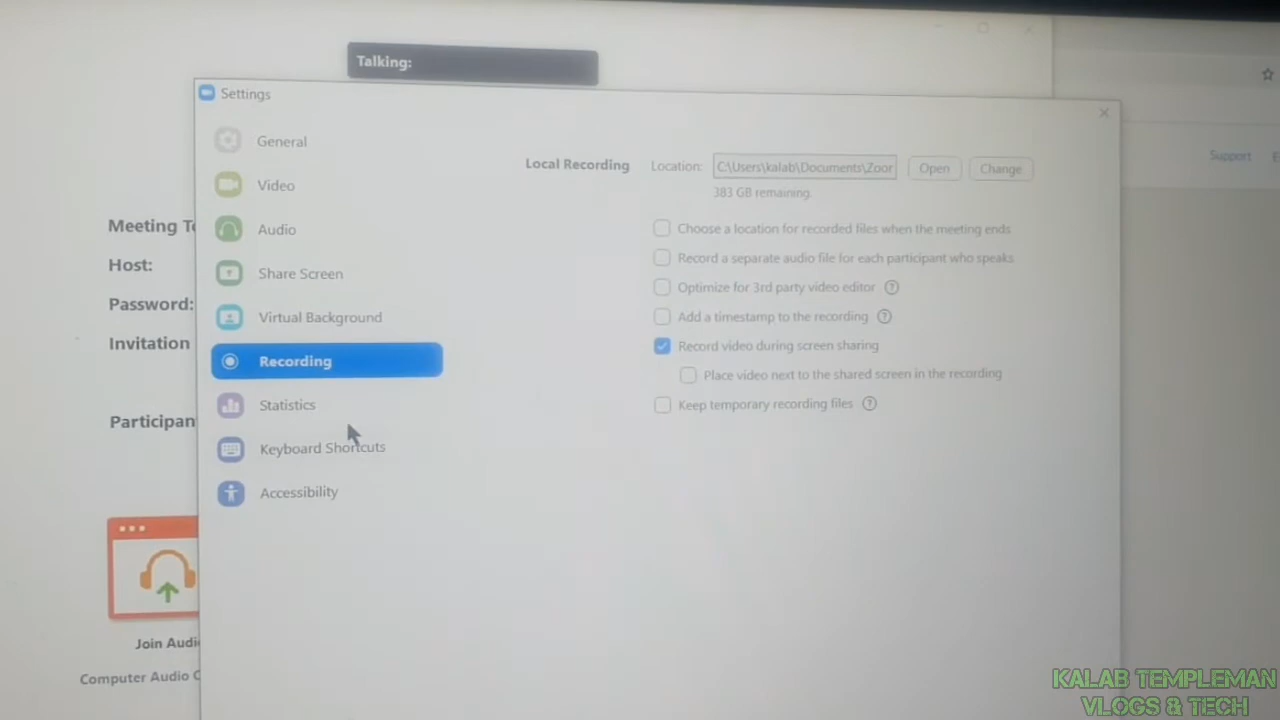 Talking:
Settings
General
Video
Audio
Share Screen
Virtual Background
Recording
Statistics
Keyboard Shortcuts
Accessibility
Local Recording
Location:
C:\Users\kalab\Documents\Zoor
Open
Change
383 GB remaining.
Choose a location for recorded files when the meeting ends
Record a separate audio file for each participant who speaks
Optimize for 3rd party video editor
Add a timestamp to the recording
Record video during screen sharing
Place video next to the shared screen in the recording
Keep temporary recording files
Support
Meeting To
Host:
Password:
Invitation
Participan
Join Audi
Computer Audio C
KALAB TEMPLEMAN
VLOGS & TECH